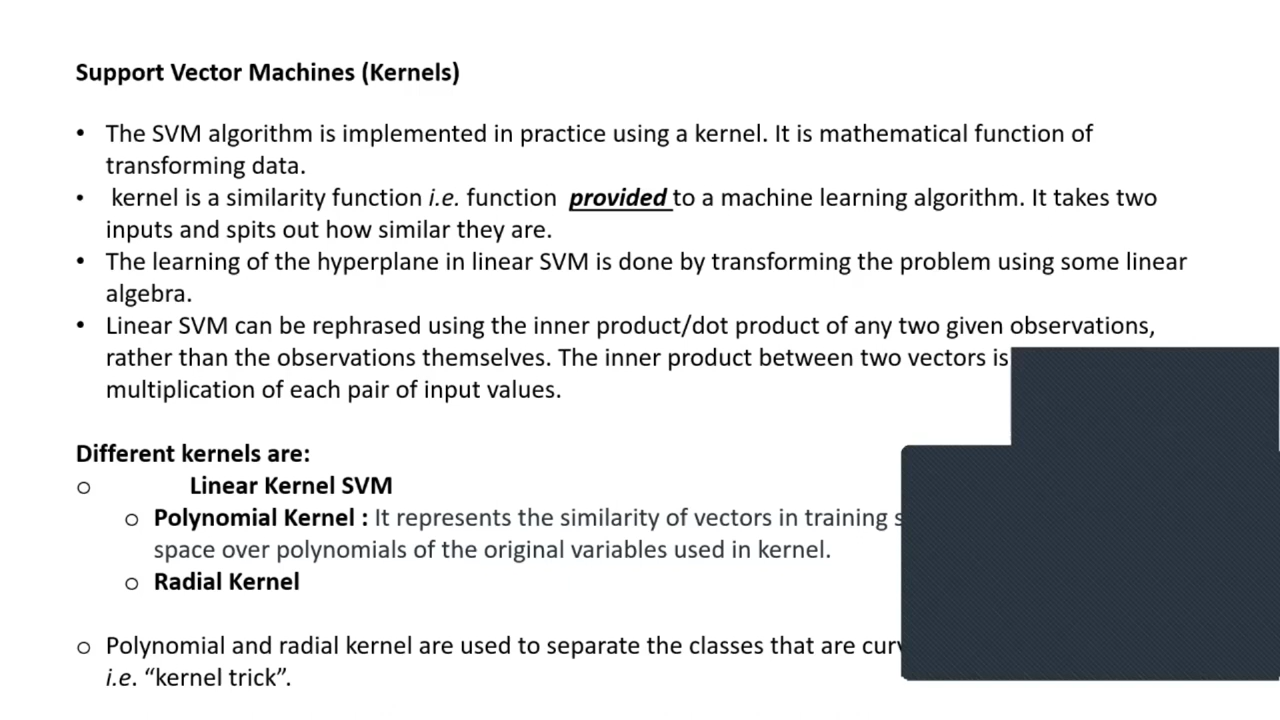 Support Vector Machines (Kernels)
• The SVM algorithm is implemented in practice using a kernel. It is mathematical function of
transforming data.
• kernel is a similarity function i.e. function provided to a machine learning algorithm. It takes two
inputs and spits out how similar they are.
• The learning of the hyperplane in linear SVM is done by transforming the problem using some linear
algebra.
• Linear SVM can be rephrased using the inner product/dot product of any two given observations,
rather than the observations themselves. The inner product between two vectors is
multiplication of each pair of input values.
Different kernels are:
o Linear Kernel SVM
o Polynomial Kernel : It represents the similarity of vectors in training
space over polynomials of the original variables used in kernel.
o Radial Kernel
o Polynomial and radial kernel are used to separate the classes that are
i.e. “kernel trick”.